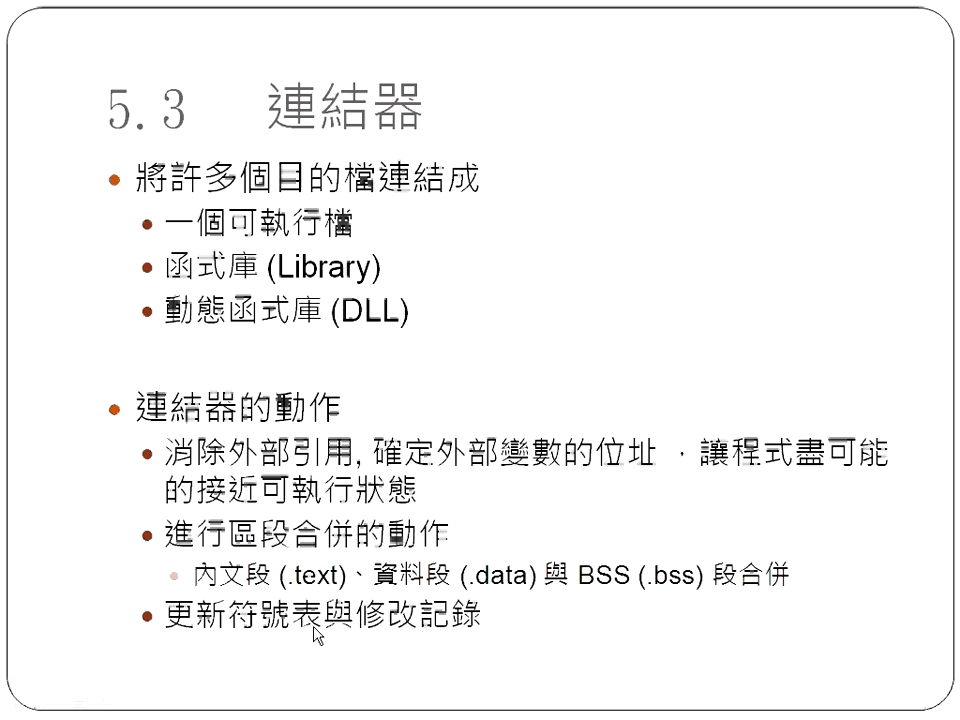 5.3 連結器
• 將許多個目的檔連結成
• 一個可執行檔
• 函式庫 (Library)
• 動態函式庫 (DLL)
• 連結器的動作
• 消除外部引用, 確定外部變數的位址 ，讓程式盡可能
的接近可執行狀態
• 進行區段合併的動作
• 內文段 (.text)、資料段 (.data) 與 BSS (.bss) 段合併
• 更新符號表與修改記錄